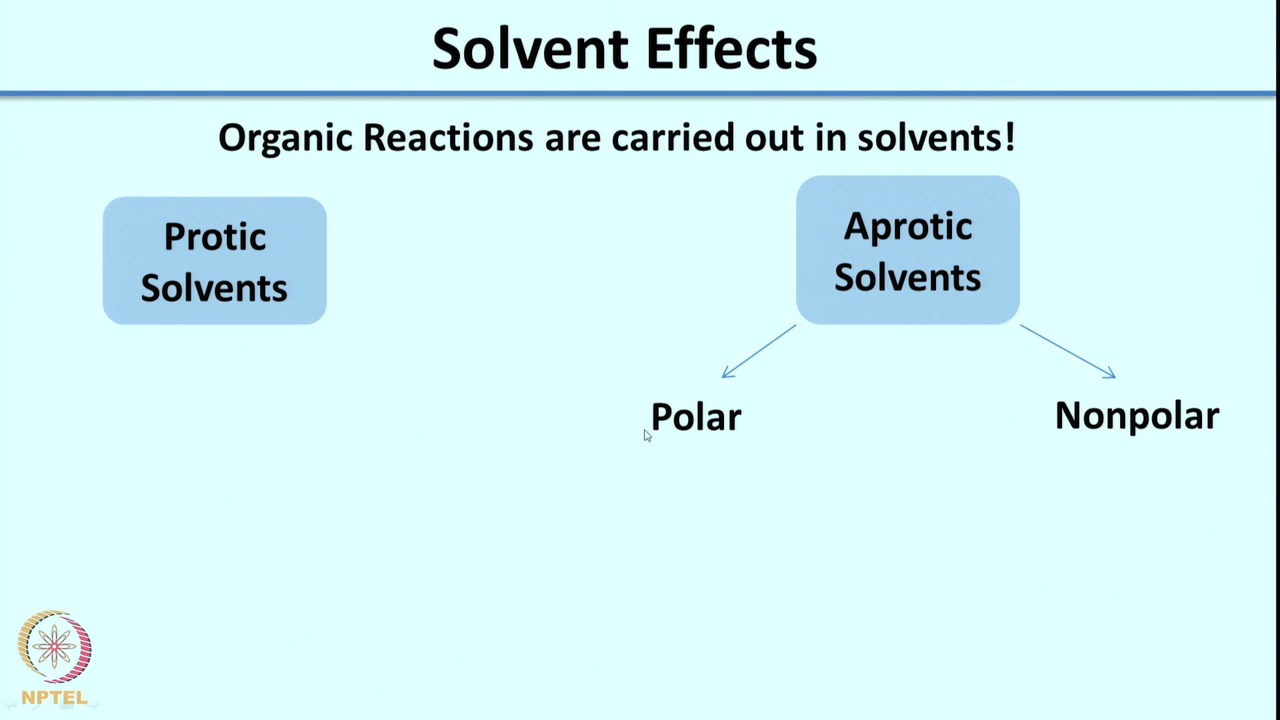 Solvent Effects
Organic Reactions are carried out in solvents!
Protic
Solvents
Aprotic
Solvents
Polar
Nonpolar
NPTEL